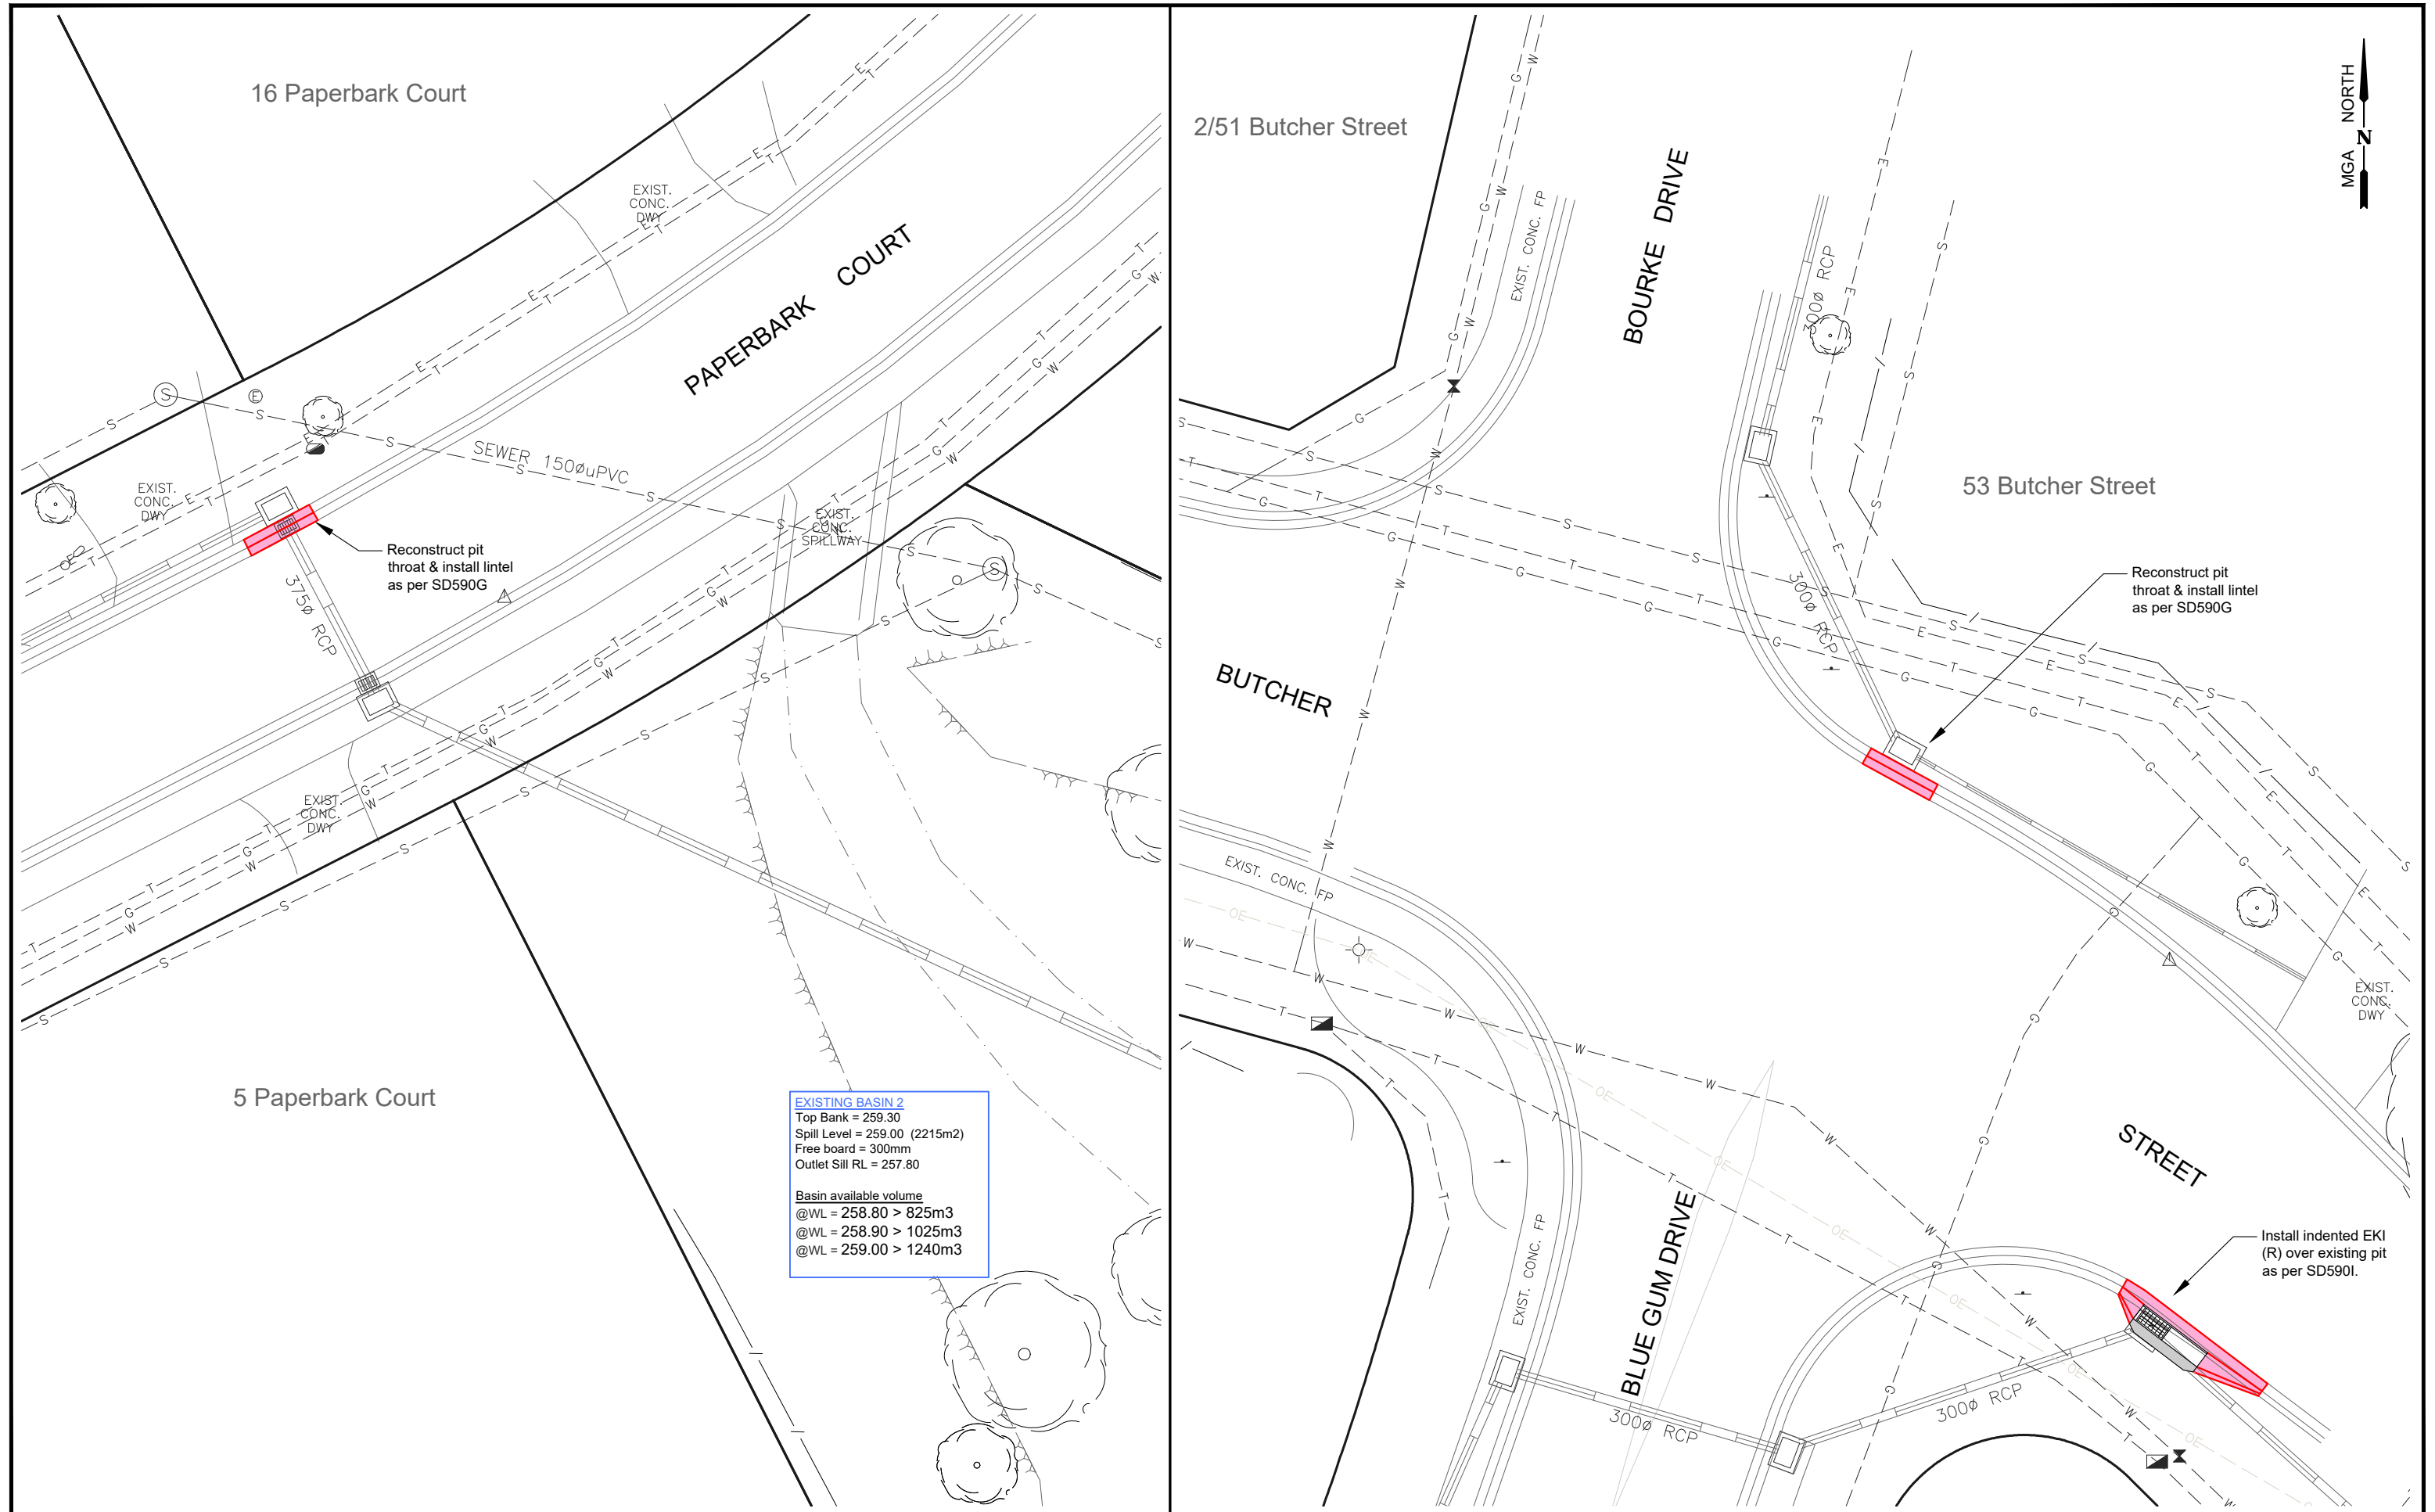 16 Paperbark Court
EXIST.
CONC.
DWY
PAPERBARK COURT
SEWER 150øuPVC
EXIST.
CONC.
DWY
EXIST.
CONC.
SPILLWAY
Reconstruct pit
throat & install lintel
as per SD590G
375ø RCP
EXIST.
CONC.
DWY
5 Paperbark Court
EXISTING BASIN 2
Top Bank = 259.30
Spill Level = 259.00 (2215m2)
Free board = 300mm
Outlet Sill RL = 257.80
Basin available volume
@WL = 258.80 > 825m3
@WL = 258.90 > 1025m3
@WL = 259.00 > 1240m3
2/51 Butcher Street
EXIST. CONC. FP
BOURKE DRIVE
300ø RCP
MGA N NORTH
53 Butcher Street
300ø RCP
Reconstruct pit
throat & install lintel
as per SD590G
BUTCHER
EXIST. CONC. FP
EXIST.
CONC.
DWY
STREET
EXIST. CONC. FP
BLUE GUM DRIVE
300ø RCP
300ø RCP
Install indented EKI
(R) over existing pit
as per SD590I.